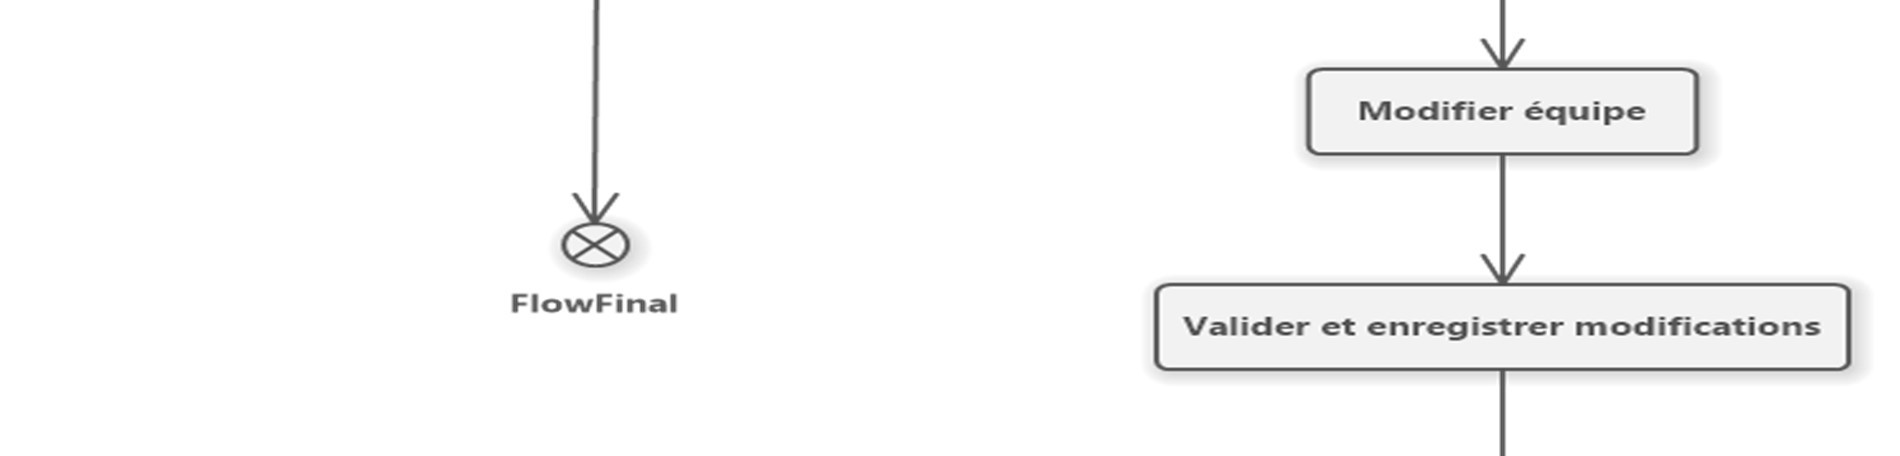 Modifier équipe
FlowFinal
Valider et enregistrer modifications